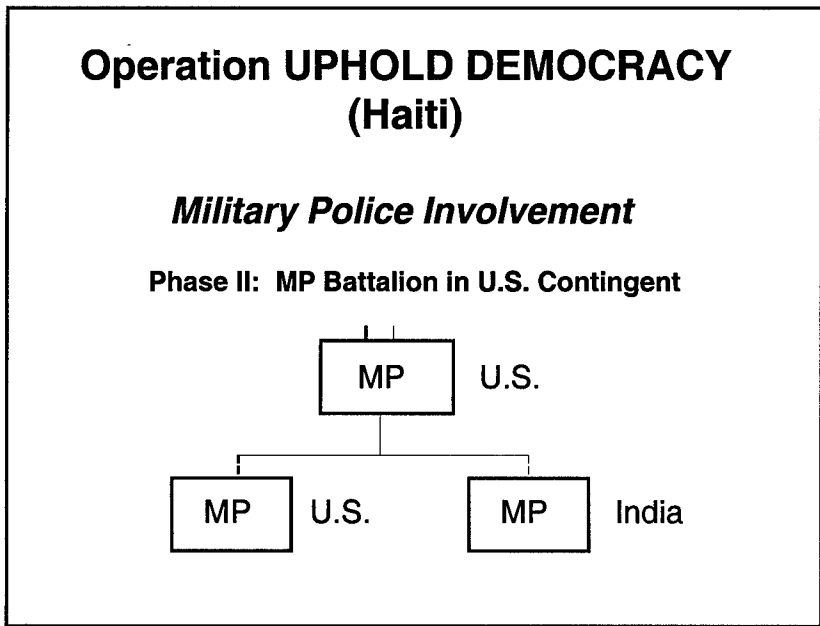 Operation UPHOLD DEMOCRACY
(Haiti)
Military Police Involvement
Phase II: MP Battalion in U.S. Contingent
MP U.S.
MP U.S. MP India